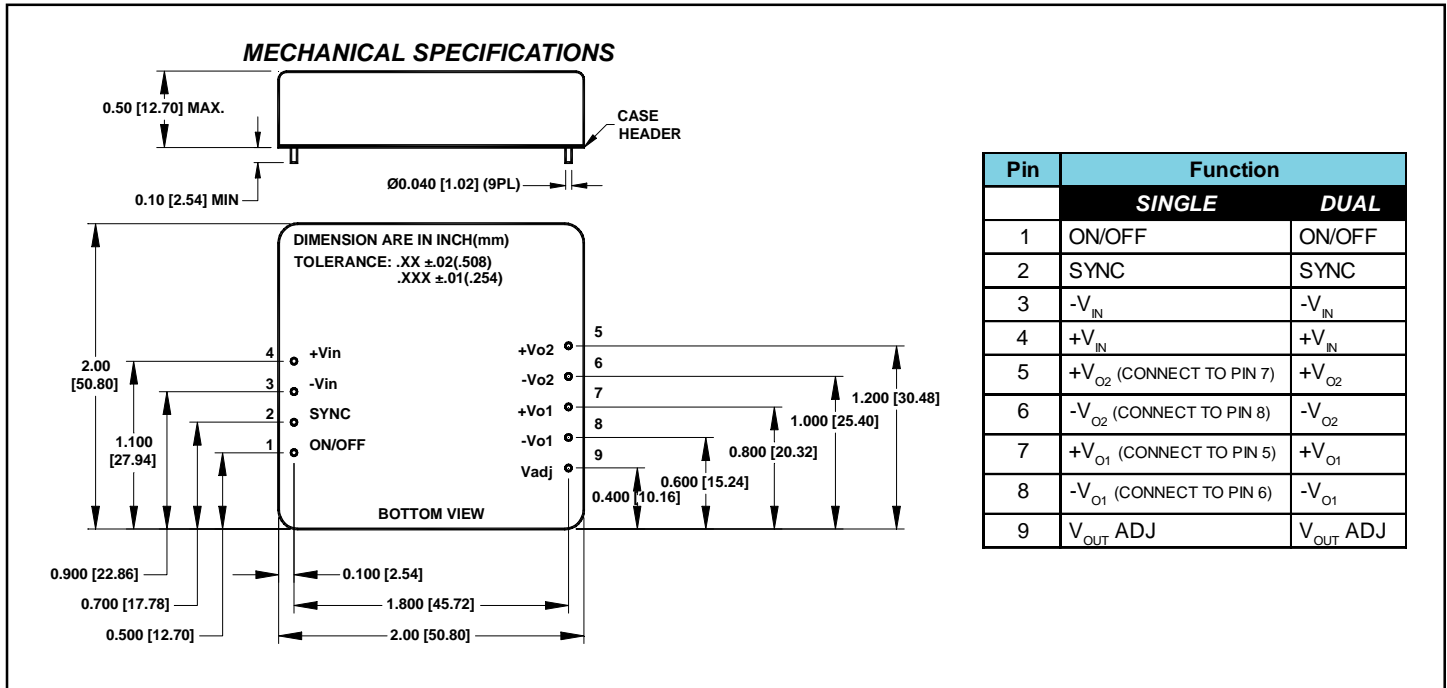 MECHANICAL SPECIFICATIONS
0.50 [12.70] MAX.
CASE
HEADER
Ø0.040 [1.02] (9PL)
0.10 [2.54] MIN
DIMENSION ARE IN INCH(mm)
TOLERANCE: .XX ±.02(.508)
.XXX ±.01(.254)
2.00
[50.80]
4 +Vin
3 -Vin
2 SYNC
1 ON/OFF
1.100
[27.94]
5
+Vo2
6
-Vo2
7
+Vo1
8
-Vo1
9
Vadj
1.200 [30.48]
1.000 [25.40]
0.800 [20.32]
0.600 [15.24]
0.400 [10.16]
BOTTOM VIEW
0.900 [22.86]
0.100 [2.54]
0.700 [17.78]
1.800 [45.72]
0.500 [12.70]
2.00 [50.80]
Pin Function
SINGLE DUAL
1 ON/OFF ON/OFF
2 SYNC SYNC
3 -VIN -VIN
4 +VIN +VIN
5 +VO2 (CONNECT TO PIN 7) +VO2
6 -VO2 (CONNECT TO PIN 8) -VO2
7 +VO1 (CONNECT TO PIN 5) +VO1
8 -VO1 (CONNECT TO PIN 6) -VO1
9 VOUT ADJ VOUT ADJ